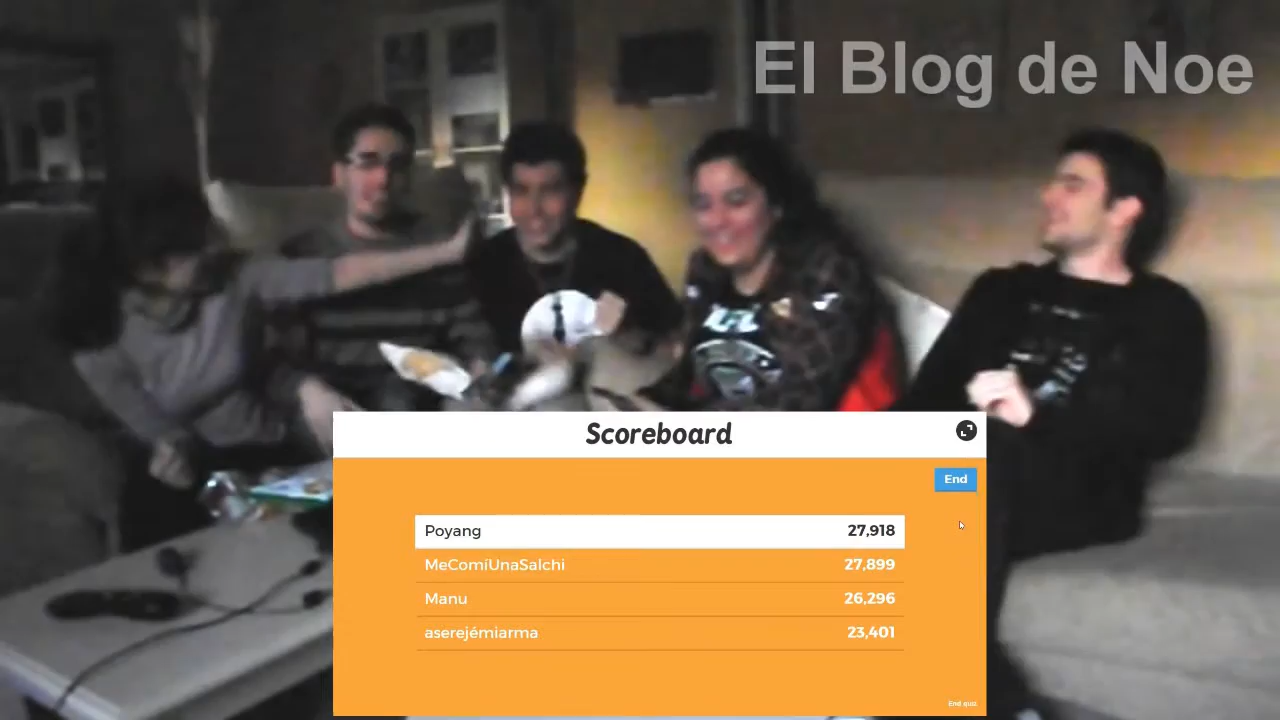 El Blog de Noe
Scoreboard
End
Poyang 27,918
MeComíUnaSalchi 27,899
Manu 26,296
aserejémiarma 23,401
End quiz